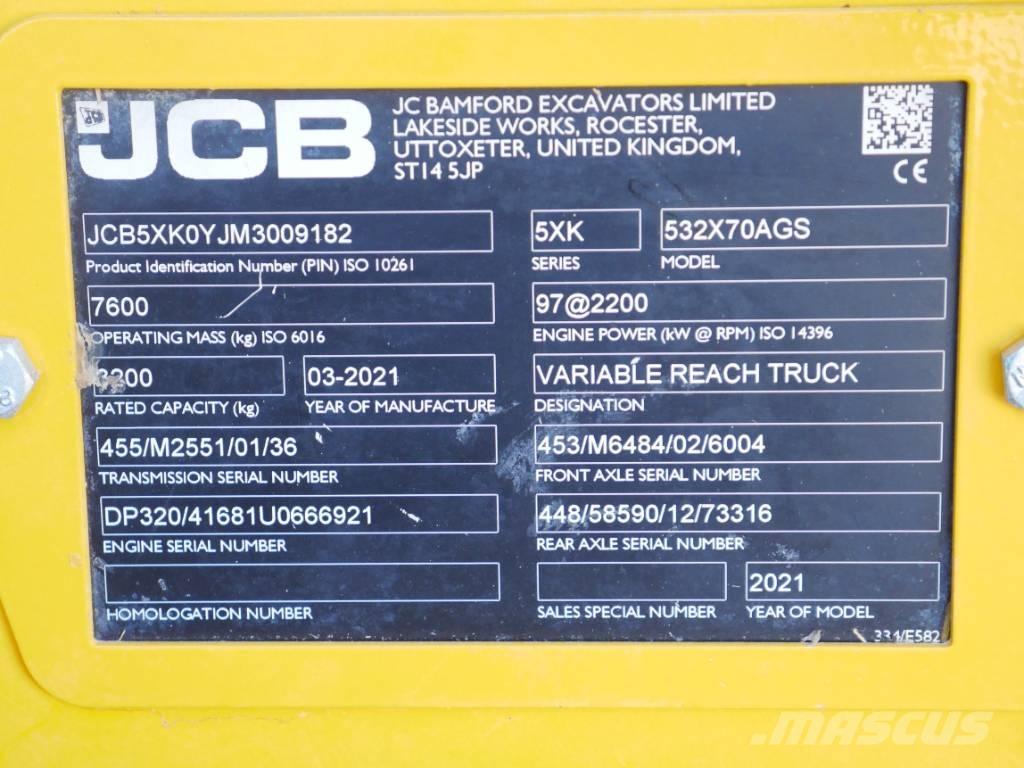 JCB
JC BAMFORD EXCAVATORS LIMITED
LAKESIDE WORKS, ROCESTER,
UTTOXETER, UNITED KINGDOM,
ST14 5JP
CE
JCB5XK0YJM3009182
Product Identification Number (PIN) ISO 10261
5XK
SERIES
532X70AGS
MODEL
7600
OPERATING MASS (kg) ISO 6016
97@2200
ENGINE POWER (kW @ RPM) ISO 14396
3200
RATED CAPACITY (kg)
03-2021
YEAR OF MANUFACTURE
VARIABLE REACH TRUCK
DESIGNATION
455/M2551/01/36
TRANSMISSION SERIAL NUMBER
453/M6484/02/6004
FRONT AXLE SERIAL NUMBER
DP320/41681U0666921
ENGINE SERIAL NUMBER
448/58590/12/73316
REAR AXLE SERIAL NUMBER
HOMOLOGATION NUMBER
SALES SPECIAL NUMBER
2021
YEAR OF MODEL
331/E582
MASCUS